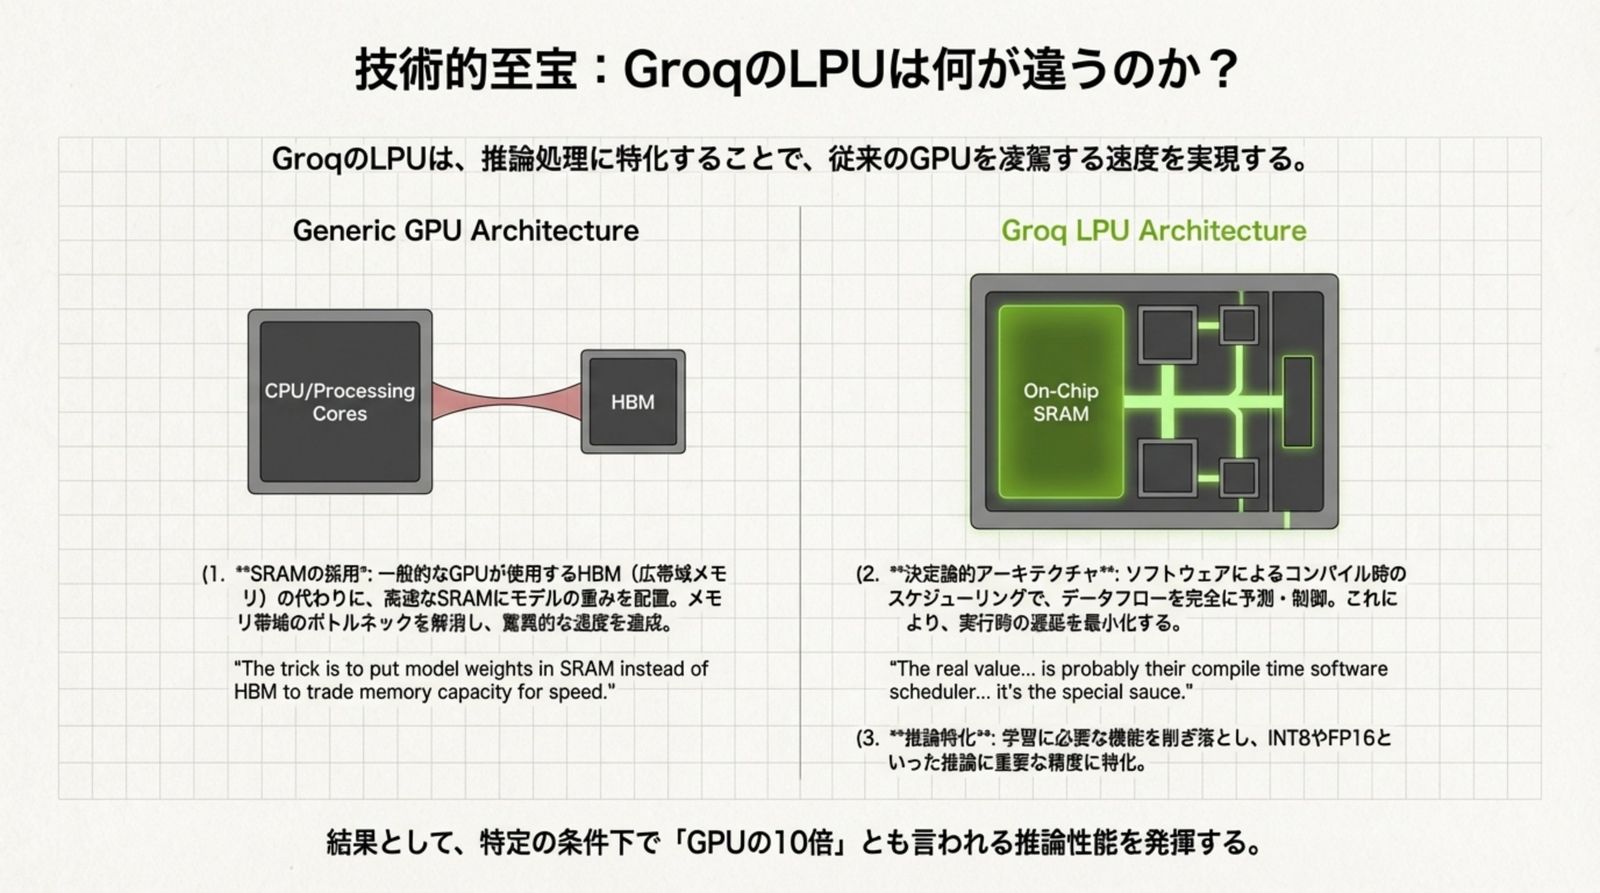 技術的至宝：GroqのLPUは何が違うのか？
GroqのLPUは、推論処理に特化することで、従来のGPUを凌駕する速度を実現する。
Generic GPU Architecture
CPU/Processing
Cores
HBM
(1. **SRAMの採用*: 一般的なGPUが使用するHBM（広帯域メモ
リ）の代わりに、高速なSRAMにモデルの重みを配置。メモ
リ帯域のボトルネックを解消し、驚異的な速度を達成。
“The trick is to put model weights in SRAM instead of
HBM to trade memory capacity for speed.”
Groq LPU Architecture
On-Chip
SRAM
(2. **決定論的アーキテクチャ**: ソフトウェアによるコンパイル時の
スケジューリングで、データフローを完全に予測・制御。これに
より、実行時の遅延を最小化する。
“The real value... is probably their compile time software
scheduler... it's the special sauce.”
(3. **推論特化**: 学習に必要な機能を削ぎ落とし、INT8やFP16と
いった推論に重要な精度に特化。
結果として、特定の条件下で「GPUの10倍」とも言われる推論性能を発揮する。